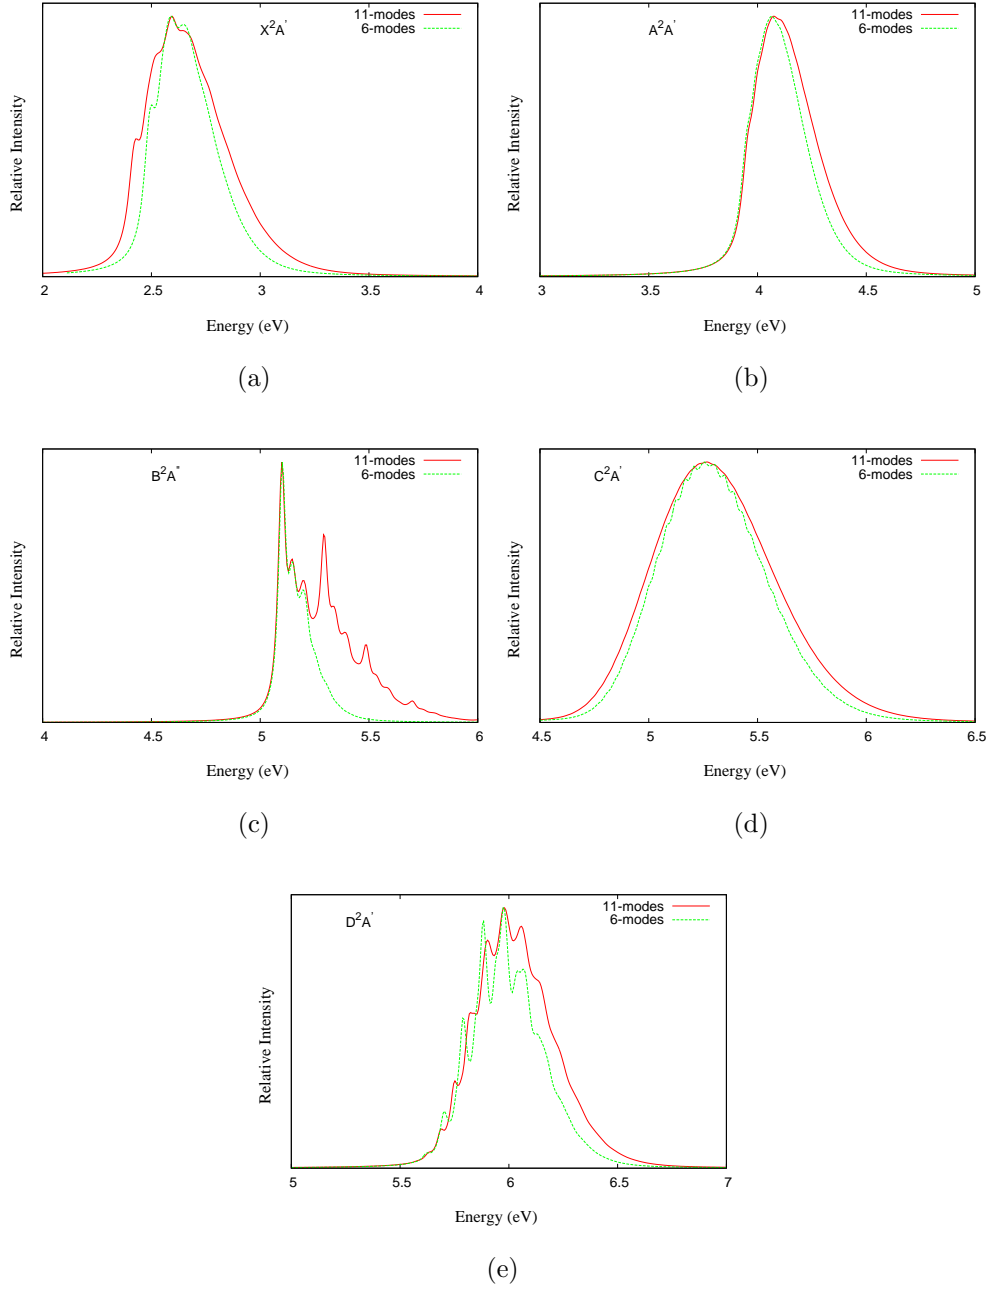 X²A'
11-modes
6-modes
Relative Intensity
2 2.5 3 3.5 4
Energy (eV)
(a)
A²A'
11-modes
6-modes
Relative Intensity
3 3.5 4 4.5 5
Energy (eV)
(b)
B²A"
11-modes
6-modes
Relative Intensity
4 4.5 5 5.5 6
Energy (eV)
(c)
C²A'
11-modes
6-modes
Relative Intensity
4.5 5 5.5 6 6.5
Energy (eV)
(d)
D²A'
11-modes
6-modes
Relative Intensity
5 5.5 6 6.5 7
Energy (eV)
(e)